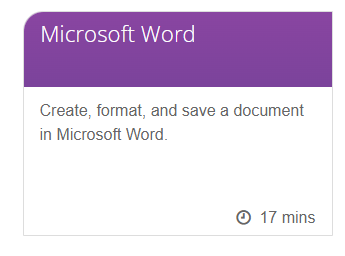 Microsoft Word
Create, format, and save a document
in Microsoft Word.
17 mins